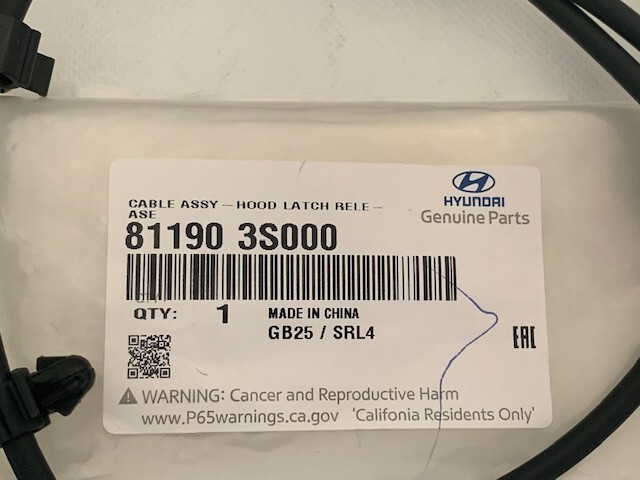 CABLE ASSY - HOOD LATCH RELE -
ASE
81190 3S000
HYUNDAI
Genuine Parts
QTY: 1 MADE IN CHINA
GB25 / SRL4
EAC
WARNING: Cancer and Reproductive Harm
www.P65warnings.ca.gov 'Califonia Residents Only'